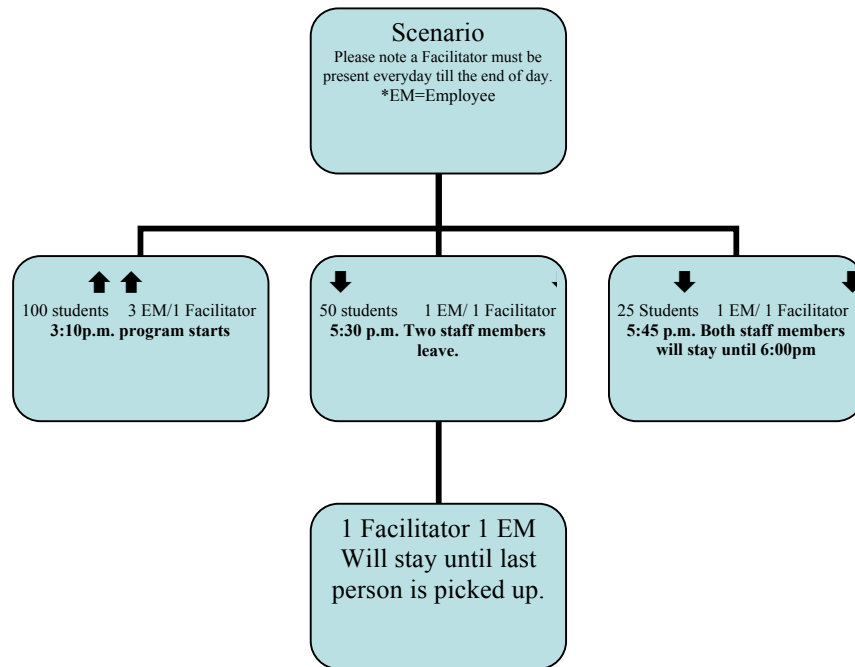 Scenario
Please note a Facilitator must be
present everyday till the end of day.
*EM=Employee
100 students 3 EM/1 Facilitator
3:10p.m. program starts
50 students 1 EM/ 1 Facilitator
5:30 p.m. Two staff members
leave.
25 Students 1 EM/ 1 Facilitator
5:45 p.m. Both staff members
will stay until 6:00pm
1 Facilitator 1 EM
Will stay until last
person is picked up.